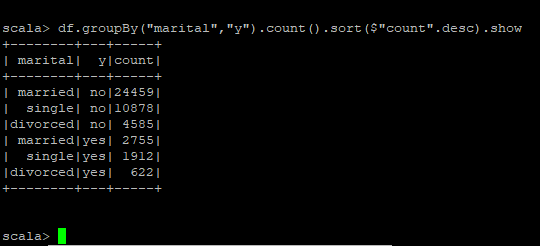 scala> df.groupBy("marital","y").count().sort($"count".desc).show
+--------+---+-----+
| marital|  y|count|
+--------+---+-----+
| married| no|24459|
|  single| no|10878|
|divorced| no| 4585|
| married|yes| 2755|
|  single|yes| 1912|
|divorced|yes|  622|
+--------+---+-----+
scala>